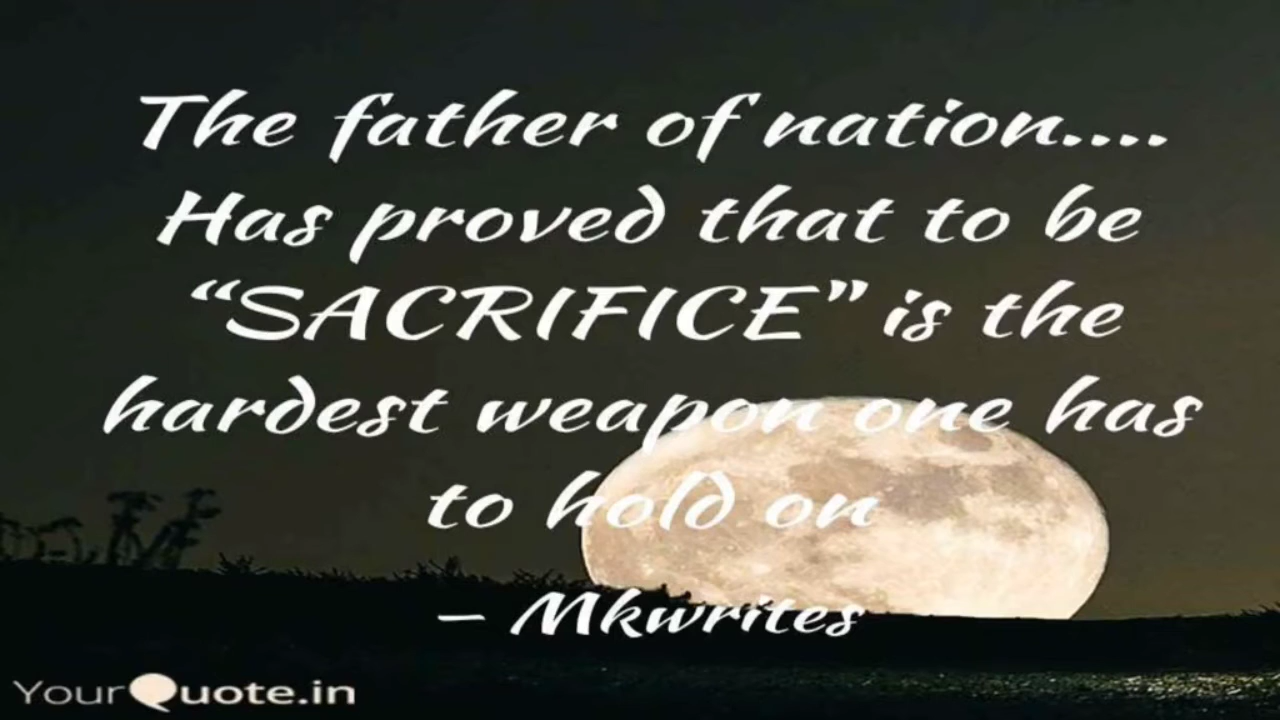 The father of nation....
Has proved that to be
“SACRIFICE” is the
hardest weapon one has
to hold on
– Mkwrites
YourQuote.in